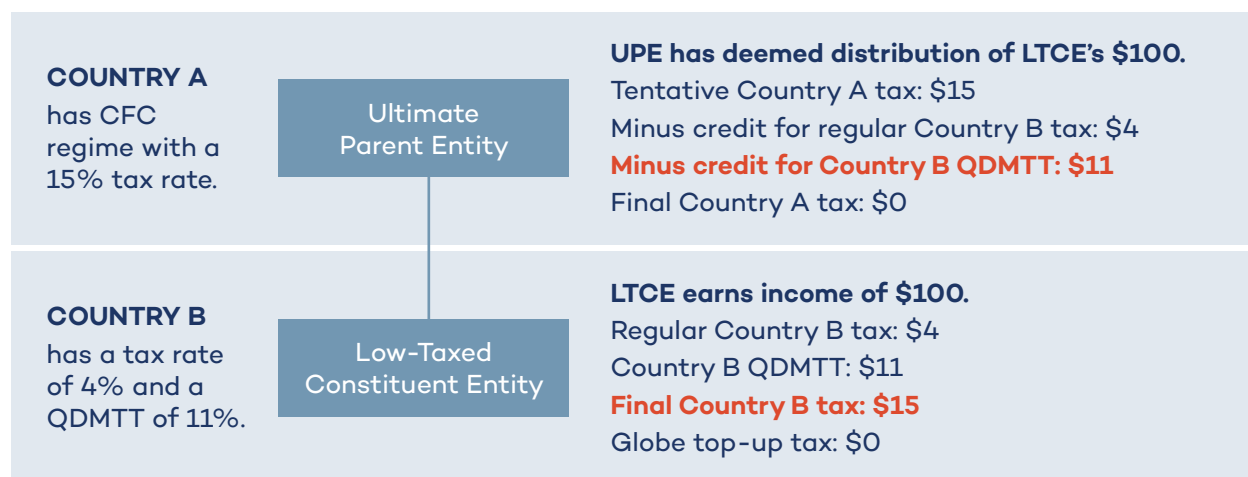 COUNTRY A
has CFC
regime with a
15% tax rate.
Ultimate
Parent Entity
UPE has deemed distribution of LTCE's $100.
Tentative Country A tax: $15
Minus credit for regular Country B tax: $4
Minus credit for Country B QDMTT: $11
Final Country A tax: $0
COUNTRY B
has a tax rate
of 4% and a
QDMTT of 11%.
Low-Taxed
Constituent Entity
LTCE earns income of $100.
Regular Country B tax: $4
Country B QDMTT: $11
Final Country B tax: $15
Globe top-up tax: $0